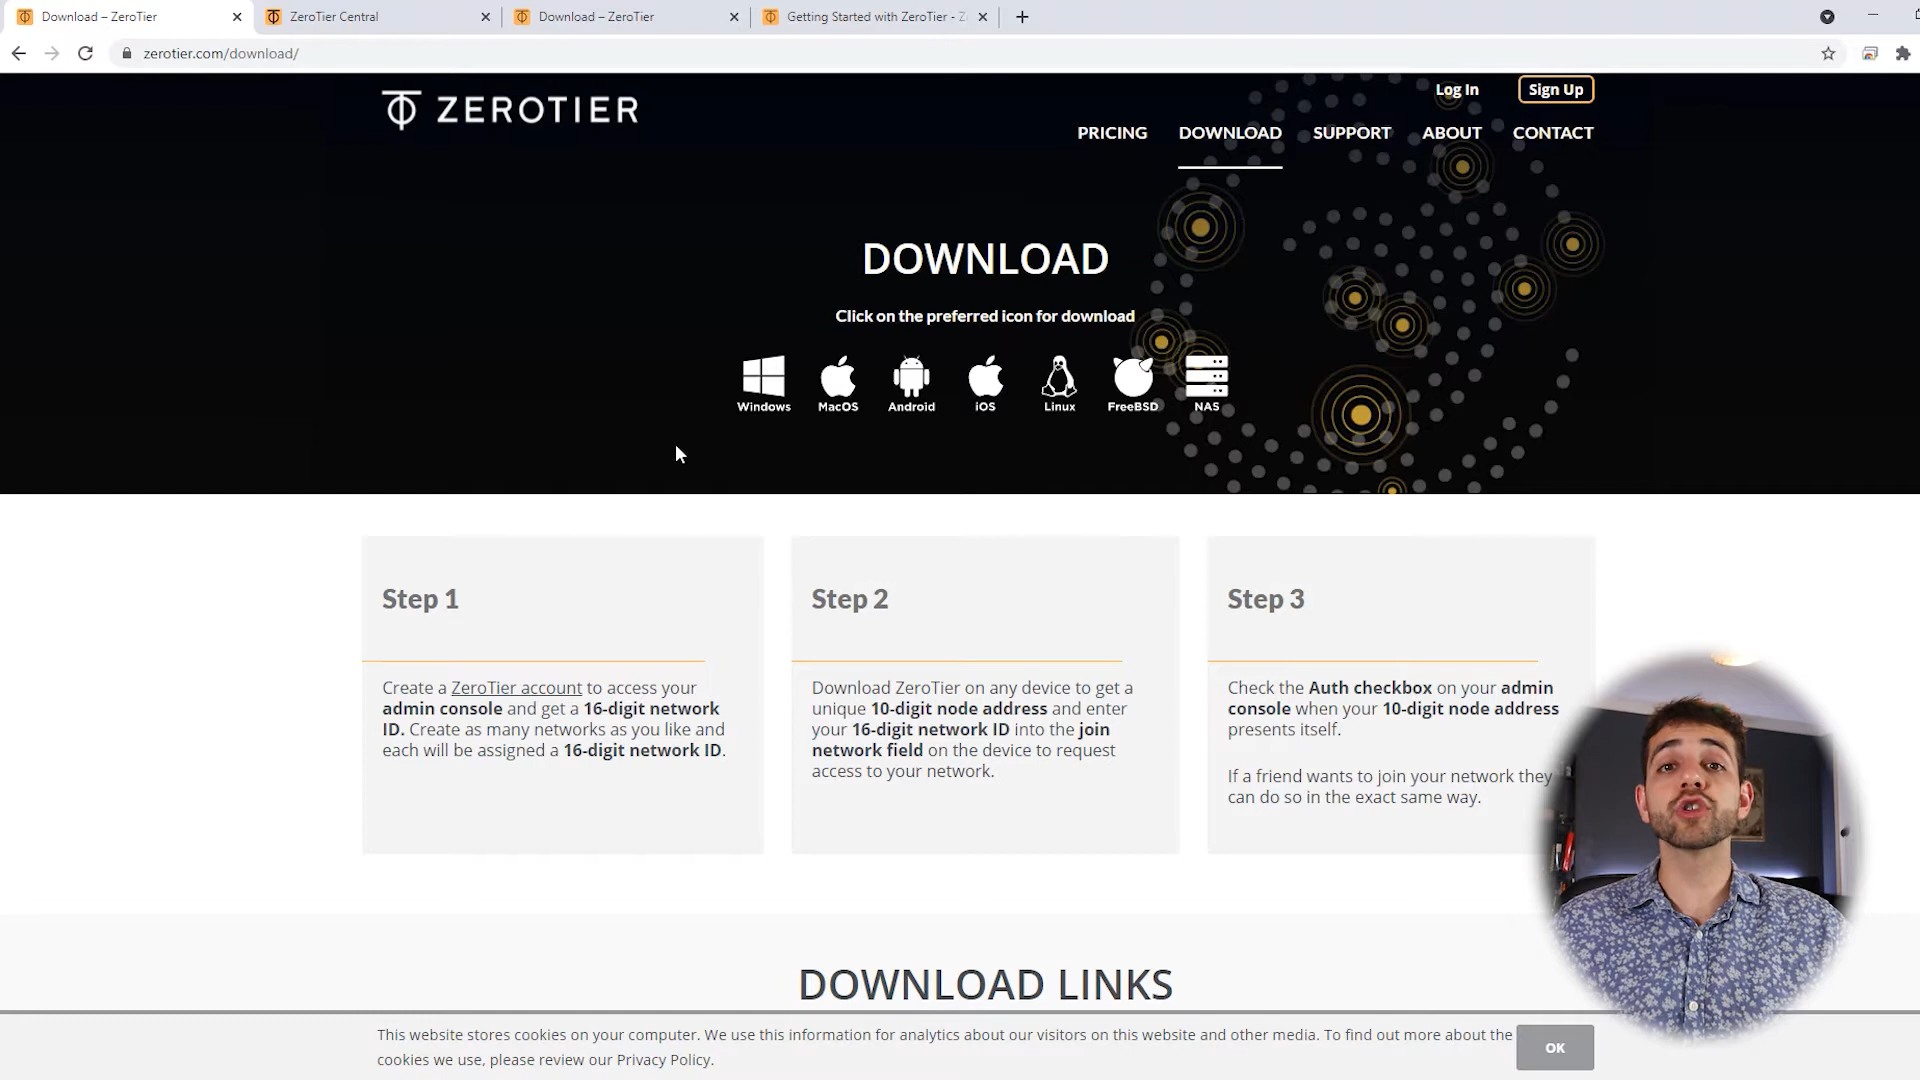 Download – ZeroTier
ZeroTier Central
Download – ZeroTier
Getting Started with ZeroTier - Z
zerotier.com/download/
ZEROTIER
Log In
Sign Up
PRICING
DOWNLOAD
SUPPORT
ABOUT
CONTACT
DOWNLOAD
Click on the preferred icon for download
Windows
MacOS
Android
iOS
Linux
FreeBSD
NAS
Step 1
Create a ZeroTier account to access your
admin console and get a 16-digit network
ID. Create as many networks as you like and
each will be assigned a 16-digit network ID.
Step 2
Download ZeroTier on any device to get a
unique 10-digit node address and enter
your 16-digit network ID into the join
network field on the device to request
access to your network.
Step 3
Check the Auth checkbox on your admin
console when your 10-digit node address
presents itself.
If a friend wants to join your network they
can do so in the exact same way.
DOWNLOAD LINKS
This website stores cookies on your computer. We use this information for analytics about our visitors on this website and other media. To find out more about the
cookies we use, please review our Privacy Policy.
OK